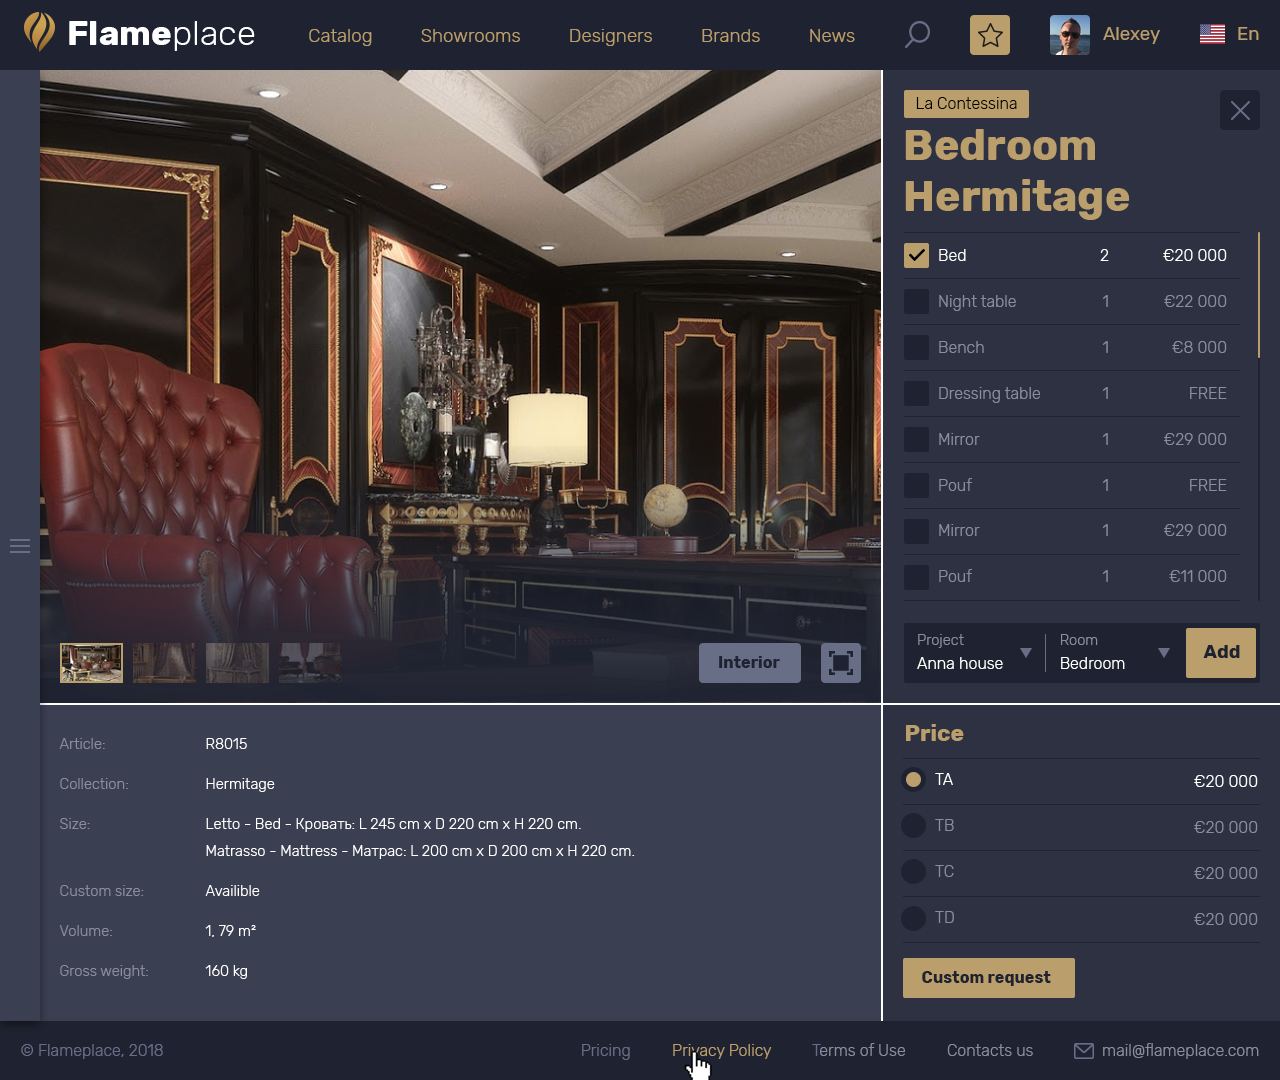 Flameplace
Catalog
Showrooms
Designers
Brands
News
Alexey
En
La Contessina
Bedroom
Hermitage
Bed 2 €20 000
Night table 1 €22 000
Bench 1 €8 000
Dressing table 1 FREE
Mirror 1 €29 000
Pouf 1 FREE
Mirror 1 €29 000
Pouf 1 €11 000
Project
Anna house
Room
Bedroom
Add
Interior
Article: R8015
Collection: Hermitage
Size: Letto - Bed - Кровать: L 245 cm x D 220 cm x H 220 cm.
Matrasso - Mattress - Матрас: L 200 cm x D 200 cm x H 220 cm.
Custom size: Availible
Volume: 1, 79 m²
Gross weight: 160 kg
Price
TA €20 000
TB €20 000
TC €20 000
TD €20 000
Custom request
© Flameplace, 2018
Pricing
Privacy Policy
Terms of Use
Contacts us
mail@flameplace.com